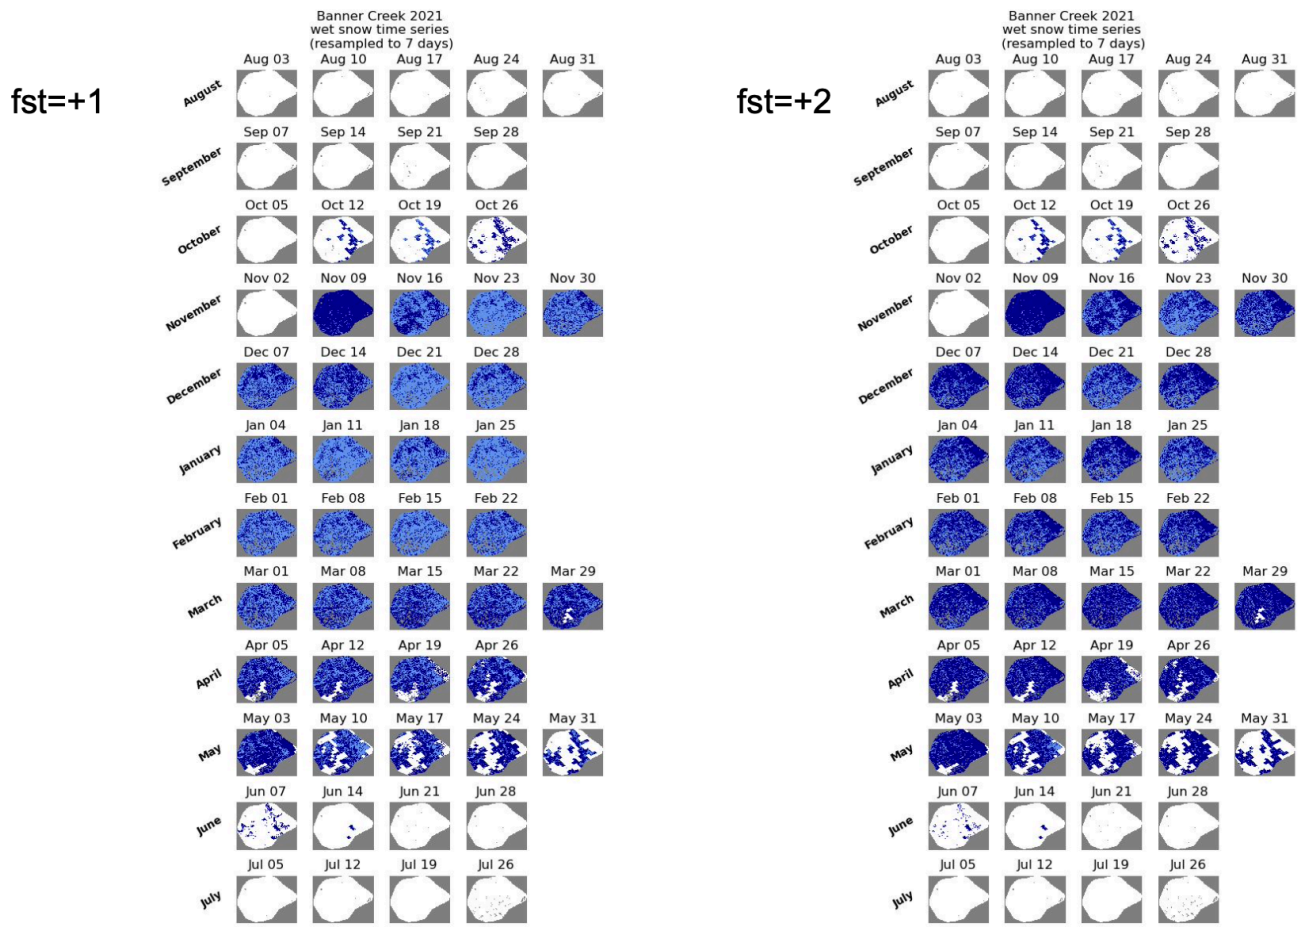 fst=+1
Banner Creek 2021
wet snow time series
(resampled to 7 days)
Aug 03 Aug 10 Aug 17 Aug 24 Aug 31
August
Sep 07 Sep 14 Sep 21 Sep 28
September
Oct 05 Oct 12 Oct 19 Oct 26
October
Nov 02 Nov 09 Nov 16 Nov 23 Nov 30
November
Dec 07 Dec 14 Dec 21 Dec 28
December
Jan 04 Jan 11 Jan 18 Jan 25
January
Feb 01 Feb 08 Feb 15 Feb 22
February
Mar 01 Mar 08 Mar 15 Mar 22 Mar 29
March
Apr 05 Apr 12 Apr 19 Apr 26
April
May 03 May 10 May 17 May 24 May 31
May
Jun 07 Jun 14 Jun 21 Jun 28
June
Jul 05 Jul 12 Jul 19 Jul 26
July
fst=+2
Banner Creek 2021
wet snow time series
(resampled to 7 days)
Aug 03 Aug 10 Aug 17 Aug 24 Aug 31
August
Sep 07 Sep 14 Sep 21 Sep 28
September
Oct 05 Oct 12 Oct 19 Oct 26
October
Nov 02 Nov 09 Nov 16 Nov 23 Nov 30
November
Dec 07 Dec 14 Dec 21 Dec 28
December
Jan 04 Jan 11 Jan 18 Jan 25
January
Feb 01 Feb 08 Feb 15 Feb 22
February
Mar 01 Mar 08 Mar 15 Mar 22 Mar 29
March
Apr 05 Apr 12 Apr 19 Apr 26
April
May 03 May 10 May 17 May 24 May 31
May
Jun 07 Jun 14 Jun 21 Jun 28
June
Jul 05 Jul 12 Jul 19 Jul 26
July